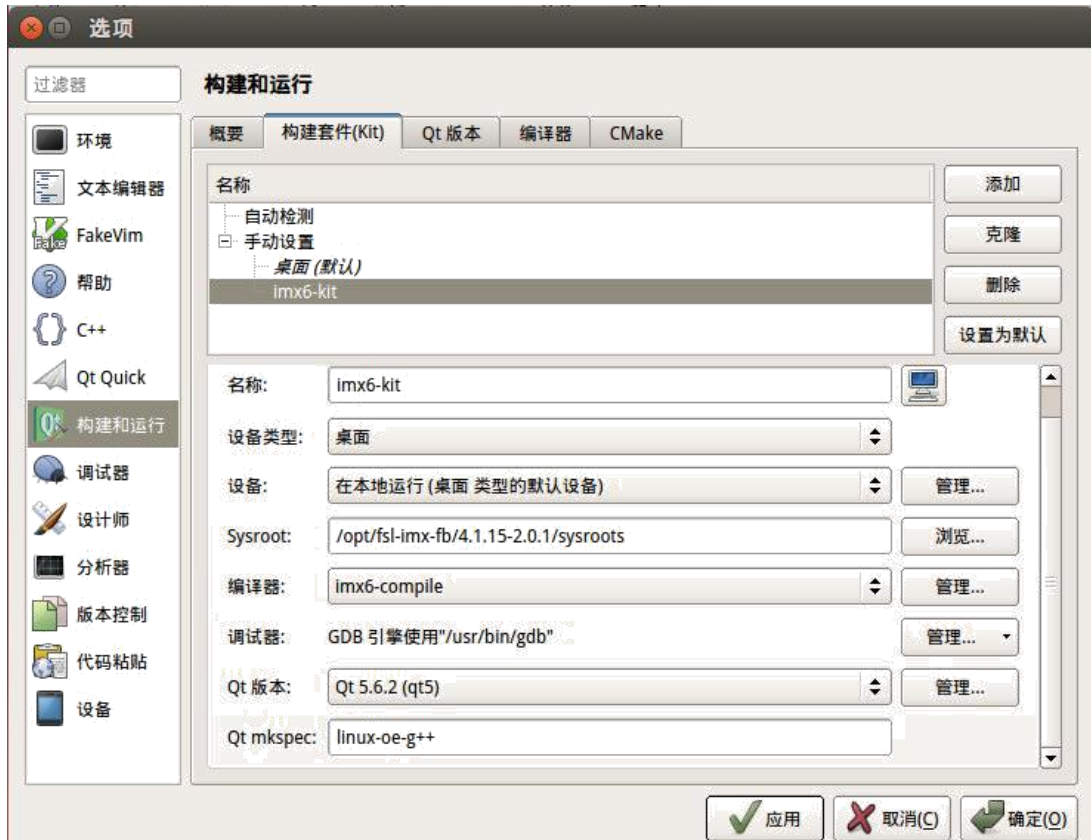 选项
过滤器
环境
文本编辑器
FakeVim
帮助
C++
Qt Quick
构建和运行
调试器
设计师
分析器
版本控制
代码粘贴
设备
构建和运行
概要 构建套件(Kit) Qt 版本 编译器 CMake
名称
自动检测
手动设置
桌面 (默认)
imx6-kit
添加
克隆
删除
设置为默认
名称: imx6-kit
设备类型: 桌面
设备: 在本地运行 (桌面 类型的默认设备) 管理...
Sysroot: /opt/fsl-imx-fb/4.1.15-2.0.1/sysroots 浏览...
编译器: imx6-compile 管理...
调试器: GDB 引擎使用"/usr/bin/gdb" 管理...
Qt 版本: Qt 5.6.2 (qt5) 管理...
Qt mkspec: linux-oe-g++
应用 取消(C) 确定(O)